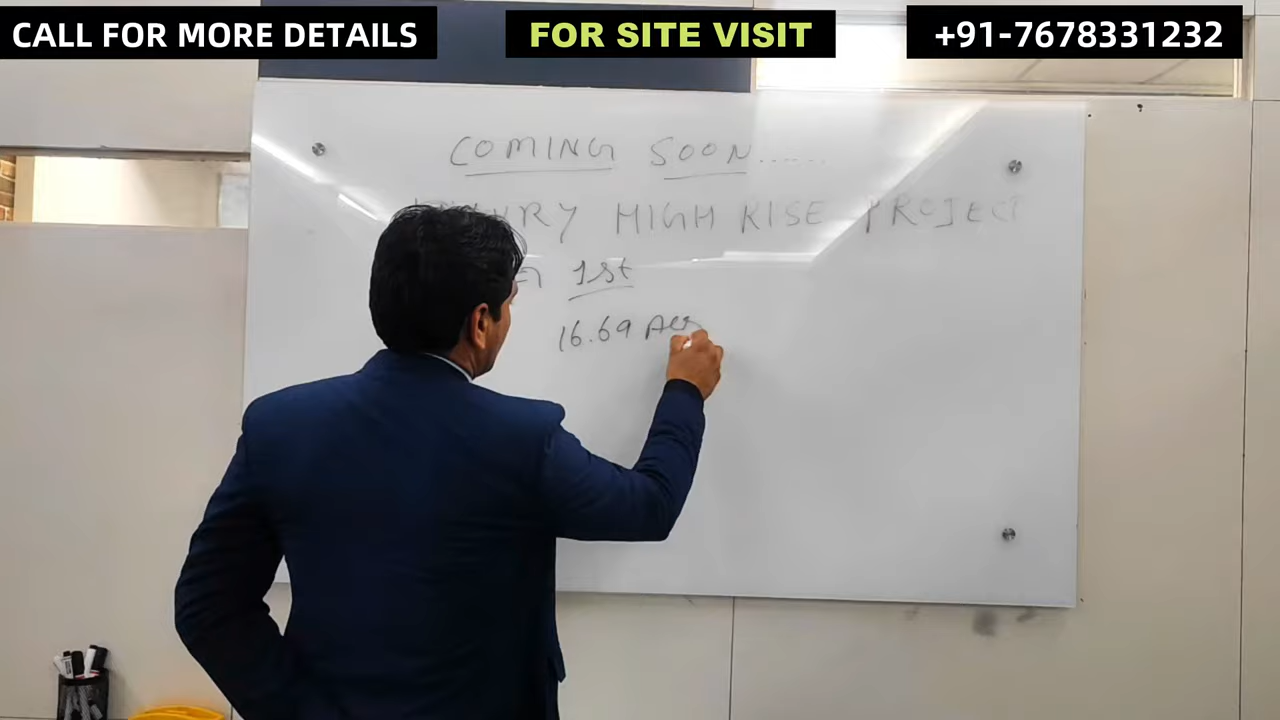 CALL FOR MORE DETAILS
FOR SITE VISIT
+91-7678331232
COMING SOON......
HIGH RISE PROJECT
1st
16.69